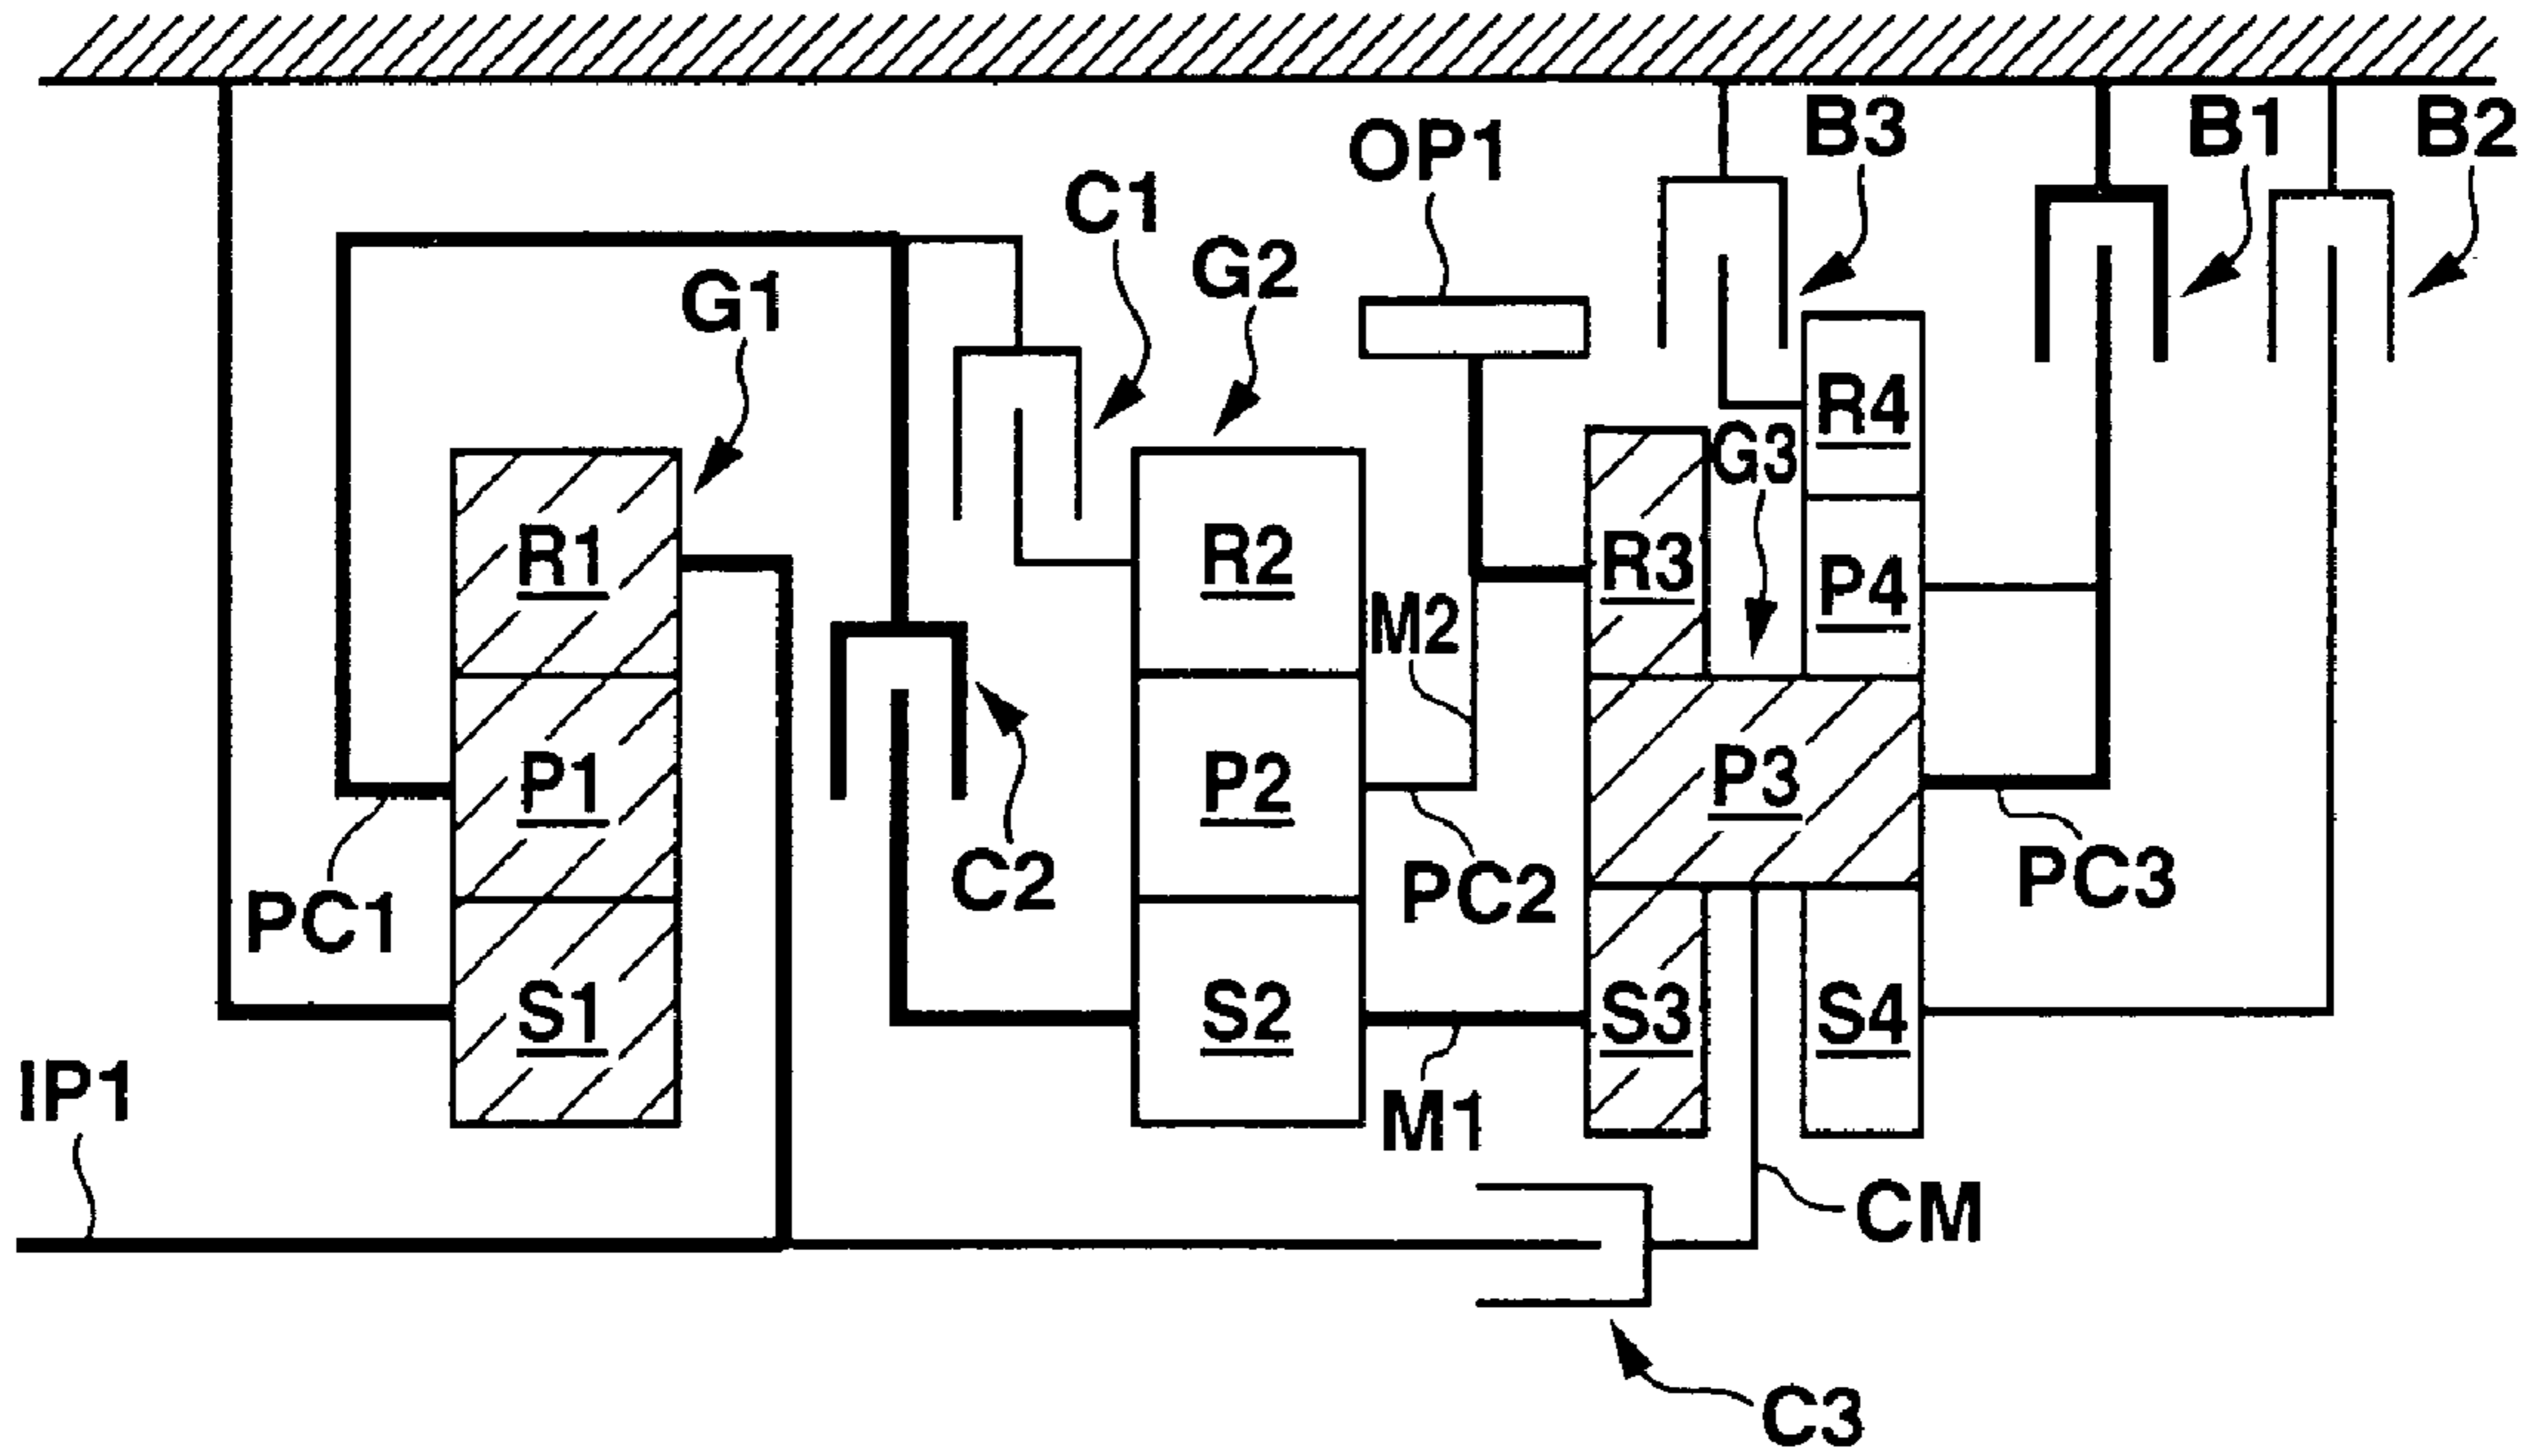 B3
B1
B2
OP1
C1
G2
G1
R4
G3
R1
R2
R3
P4
M2
P1
P2
P3
C2
PC2
PC3
PC1
S1
S2
S3
S4
IP1
M1
CM
C3